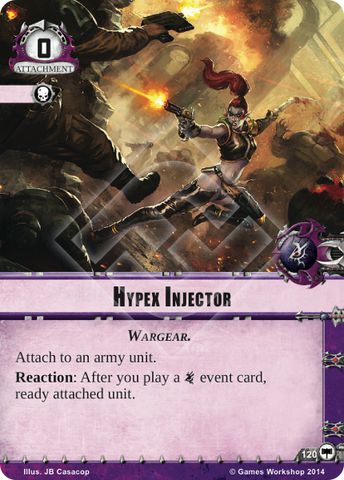 0
ATTACHMENT
HYPEX INJECTOR
WARGEAR.
Attach to an army unit.
Reaction: After you play a event card,
ready attached unit.
120
Illus. JB Casacop
© Games Workshop 2014